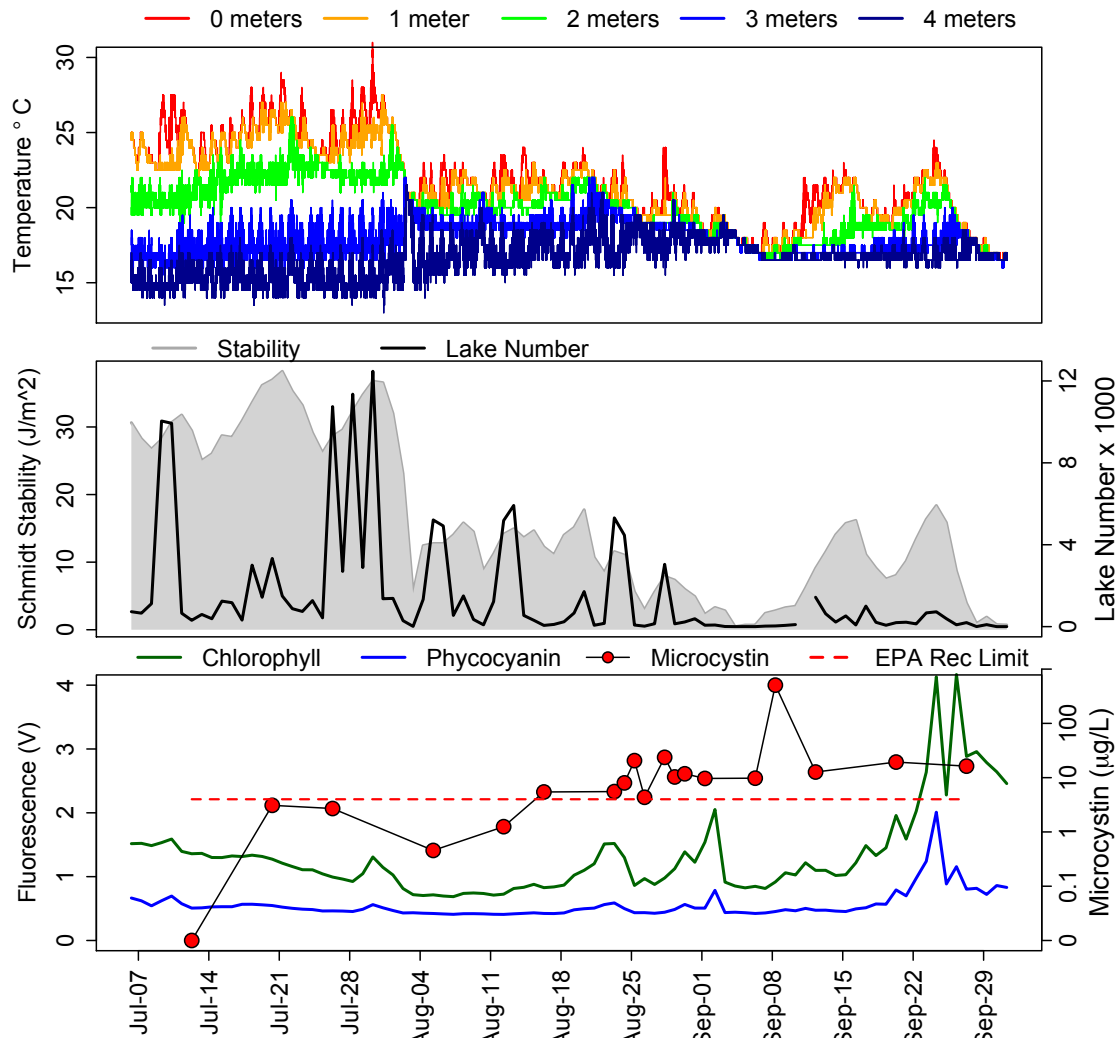 0 meters 1 meter 2 meters 3 meters 4 meters
Temperature ° C
30
25
20
15
Stability Lake Number
Schmidt Stability (J/m^2)
30
20
10
0
Lake Number x 1000
12
8
4
0
Chlorophyll Phycocyanin Microcystin EPA Rec Limit
Fluorescence (V)
4
3
2
1
0
Microcystin (μg/L)
100
10
1
0.1
0
Jul-07 Jul-14 Jul-21 Jul-28 Aug-04 Aug-11 Aug-18 Aug-25 Sep-01 Sep-08 Sep-15 Sep-22 Sep-29